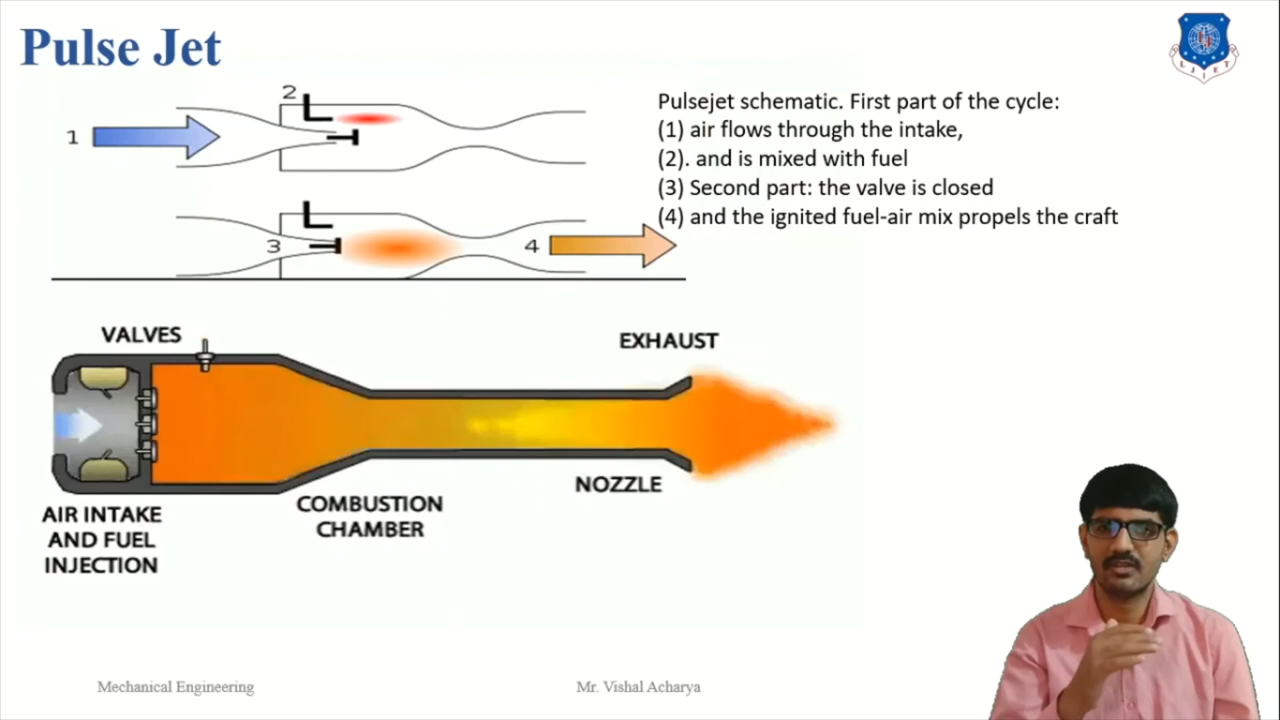 Pulse Jet
LJIET
Pulsejet schematic. First part of the cycle:
(1) air flows through the intake,
(2). and is mixed with fuel
(3) Second part: the valve is closed
(4) and the ignited fuel-air mix propels the craft
1
2
3
4
VALVES
EXHAUST
NOZZLE
COMBUSTION
CHAMBER
AIR INTAKE
AND FUEL
INJECTION
Mechanical Engineering
Mr. Vishal Acharya